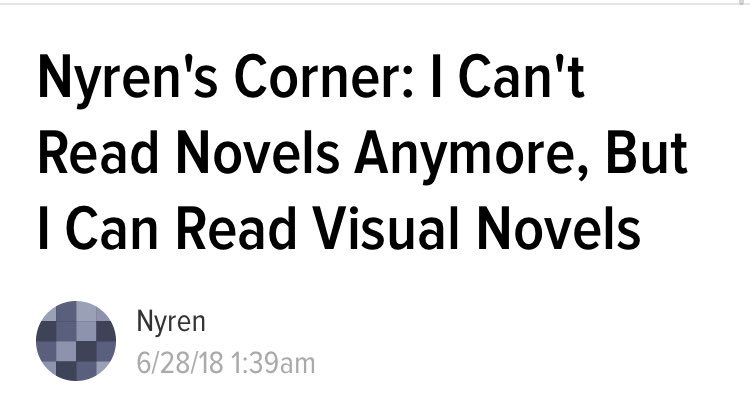 Nyren's Corner: I Can't
Read Novels Anymore, But
I Can Read Visual Novels
Nyren
6/28/18 1:39am